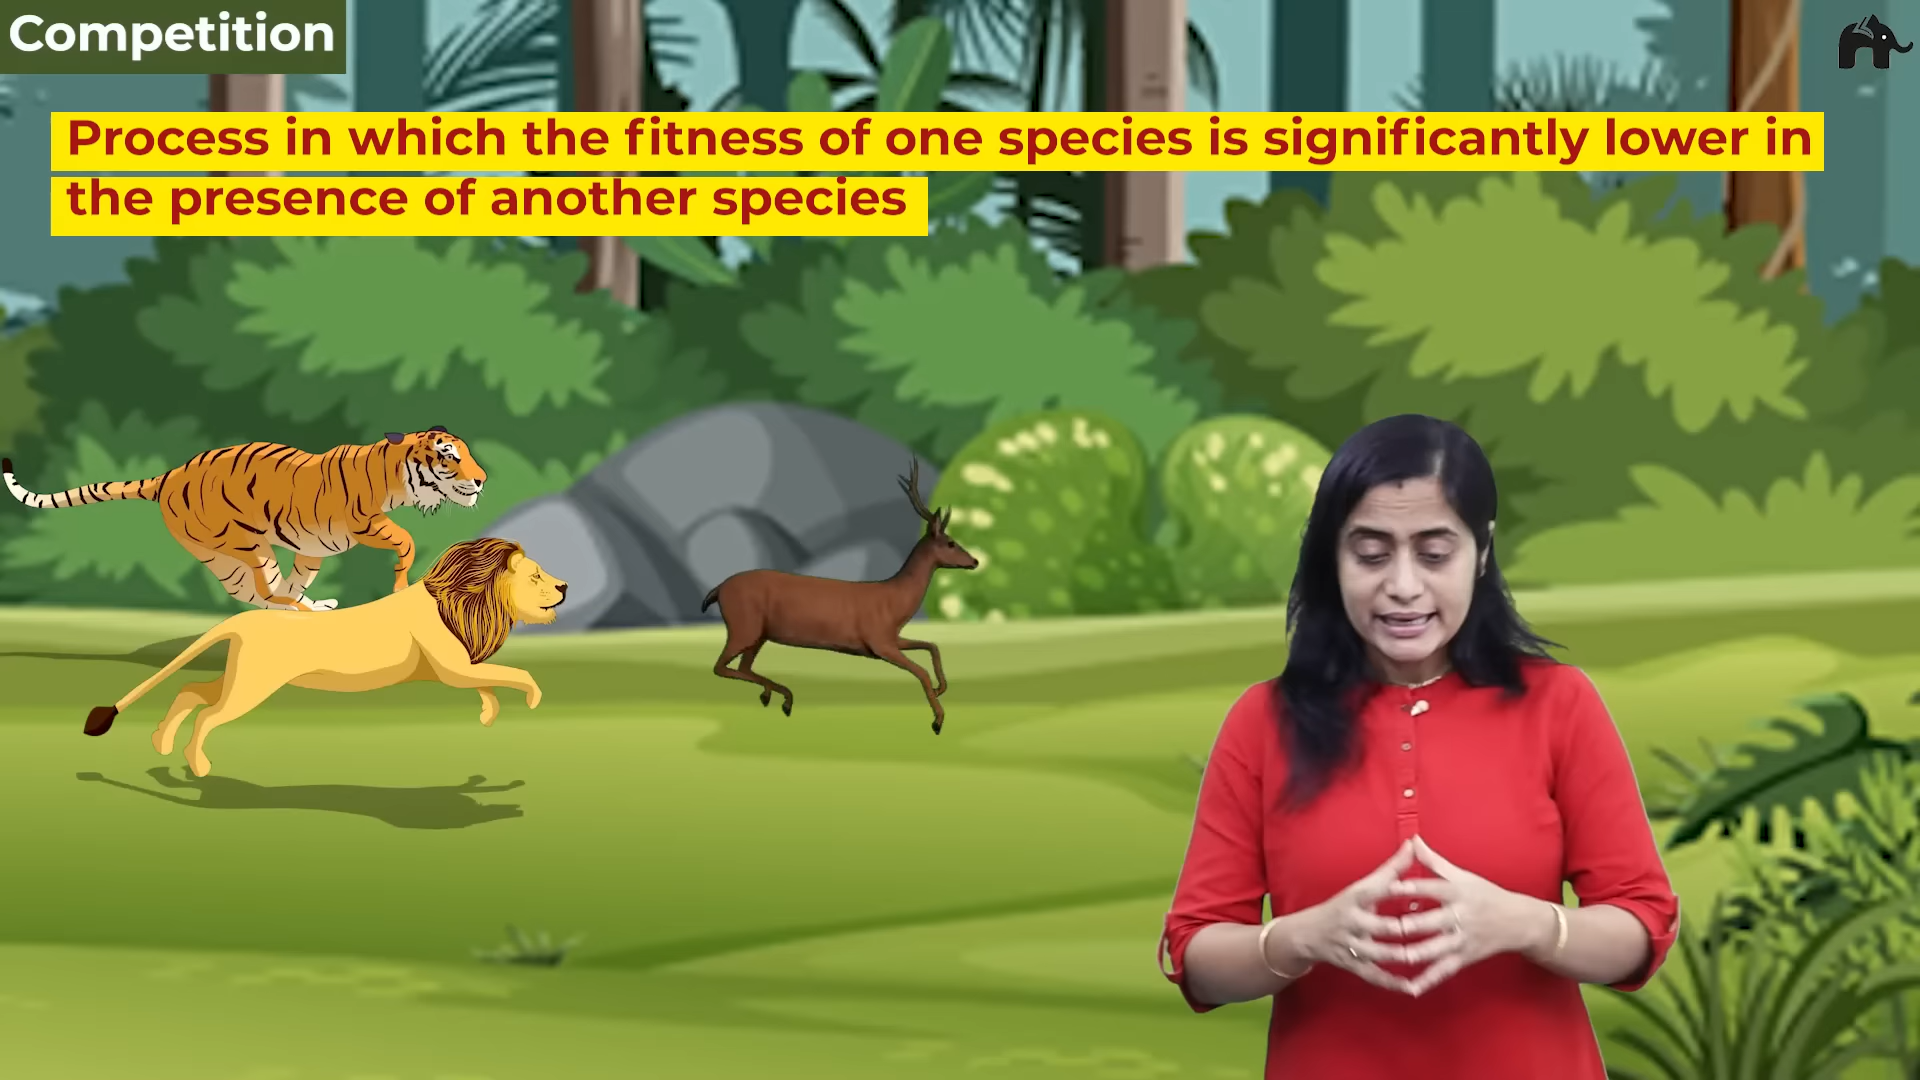 Competition
Process in which the fitness of one species is significantly lower in
the presence of another species